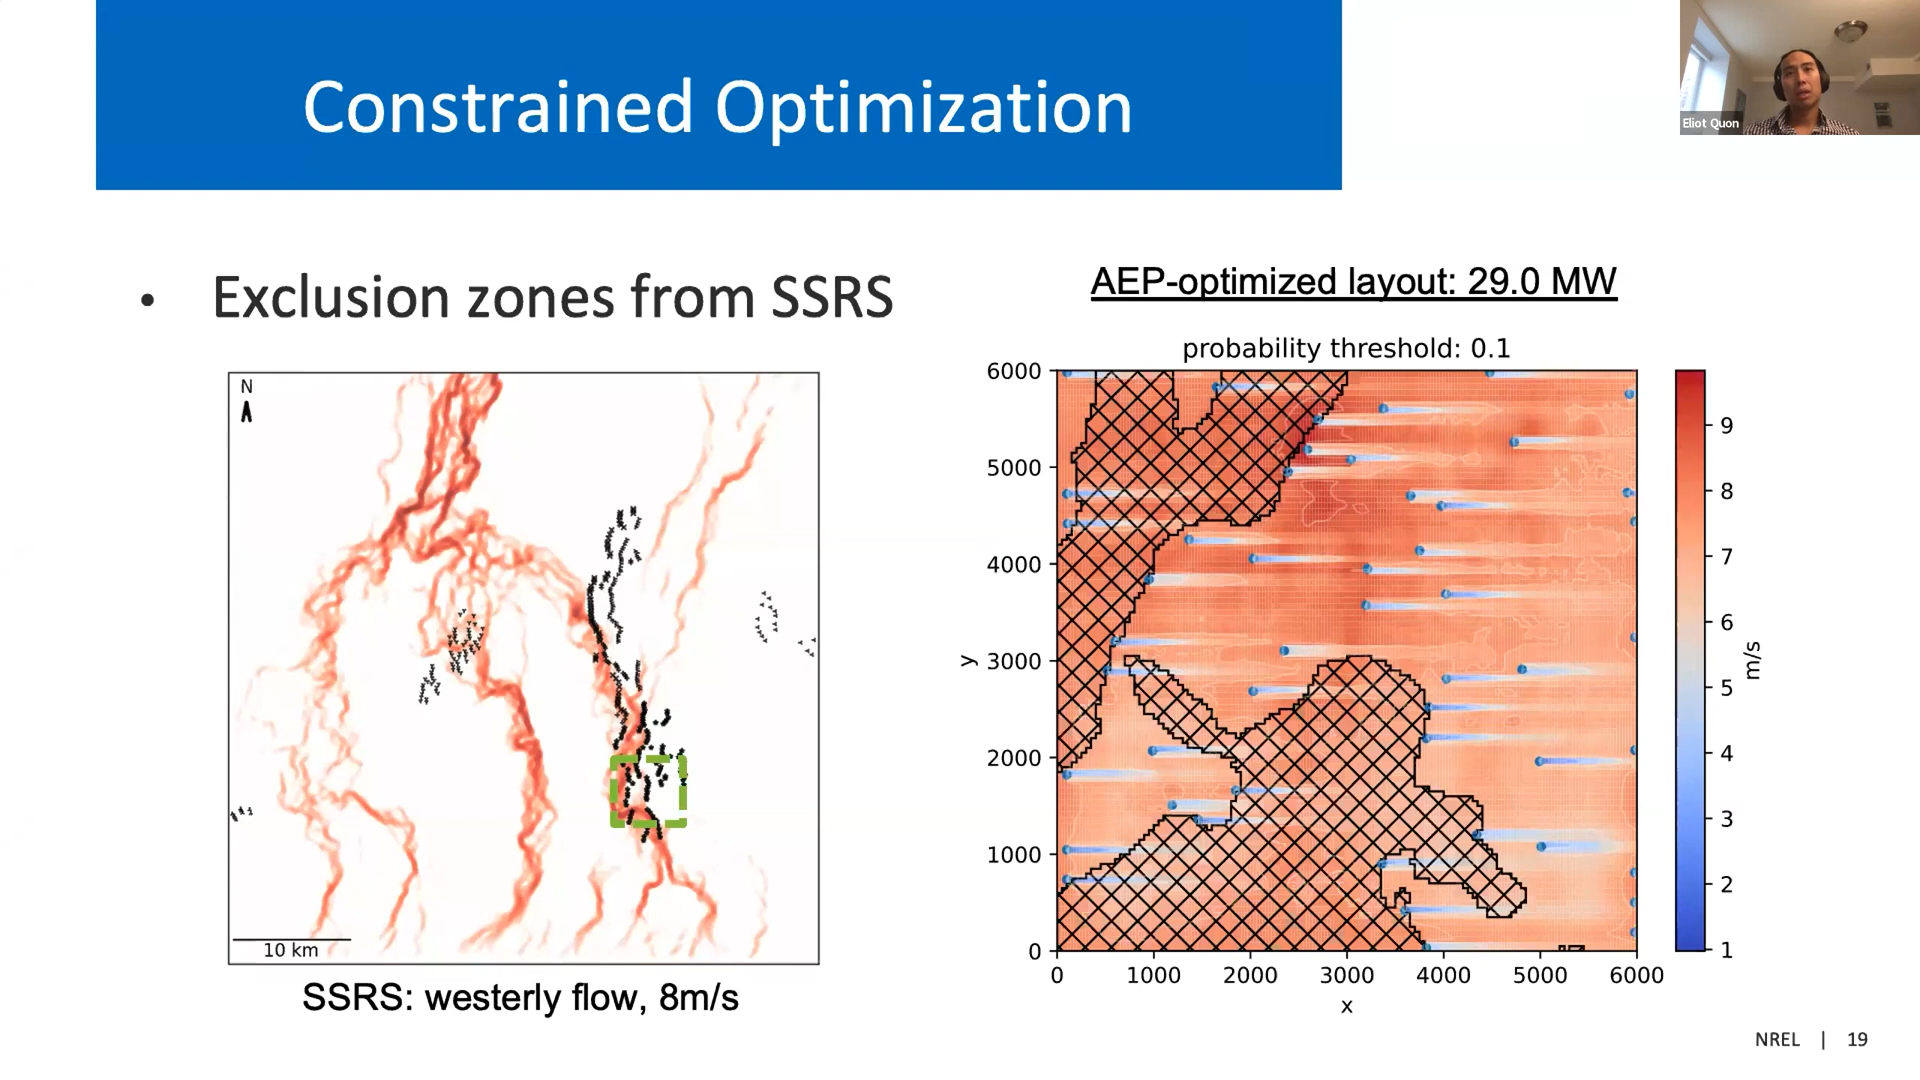 Constrained Optimization
Eliot Quon
• Exclusion zones from SSRS
N
10 km
SSRS: westerly flow, 8m/s
AEP-optimized layout: 29.0 MW
probability threshold: 0.1
6000
5000
4000
3000
2000
1000
0
y
0 1000 2000 3000 4000 5000 6000
x
9
8
7
6
5
4
3
2
1
m/s
NREL | 19